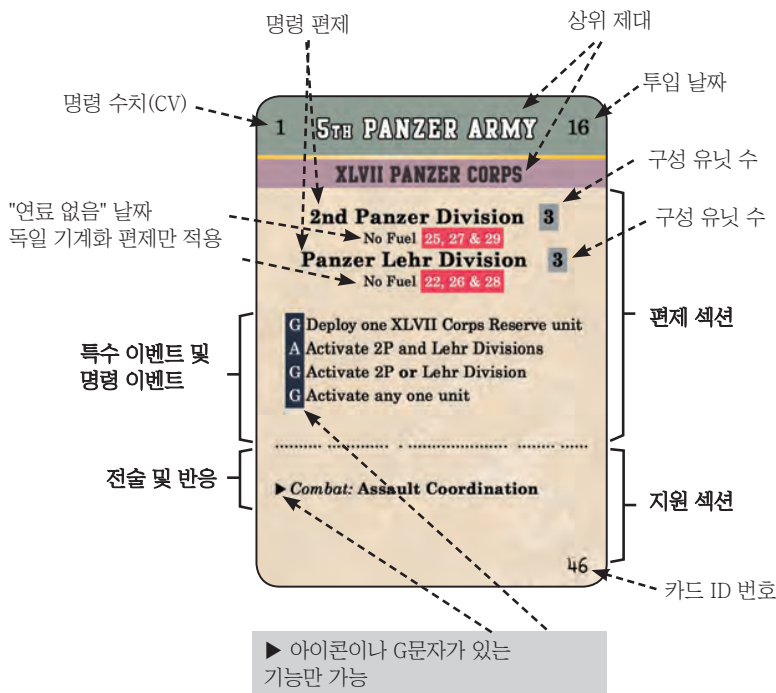 명령 편제
상위 제대
명령 수치(CV)
투입 날짜
1 5TH PANZER ARMY 16
XLVII PANZER CORPS
구성 유닛 수
"연료 없음" 날짜
독일 기계화 편제만 적용
2nd Panzer Division 3
No Fuel 25, 27 & 29
구성 유닛 수
Panzer Lehr Division 3
No Fuel 22, 26 & 28
편제 섹션
특수 이벤트 및
명령 이벤트
G Deploy one XLVII Corps Reserve unit
A Activate 2P and Lehr Divisions
G Activate 2P or Lehr Division
G Activate any one unit
전술 및 반응
▶ Combat: Assault Coordination
지원 섹션
46
카드 ID 번호
▶ 아이콘이나 G문자가 있는
기능만 가능